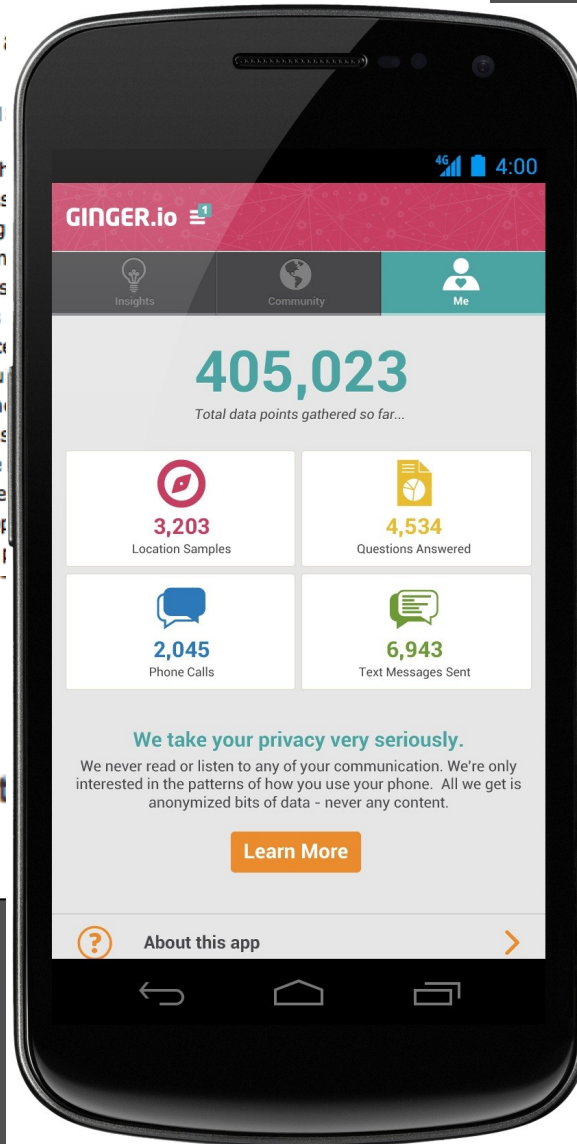 4G 4:00
GINGER.io 1
Insights Community Me
405,023
Total data points gathered so far...
3,203
Location Samples
4,534
Questions Answered
2,045
Phone Calls
6,943
Text Messages Sent
We take your privacy very seriously.
We never read or listen to any of your communication. We're only
interested in the patterns of how you use your phone. All we get is
anonymized bits of data - never any content.
Learn More
? About this app